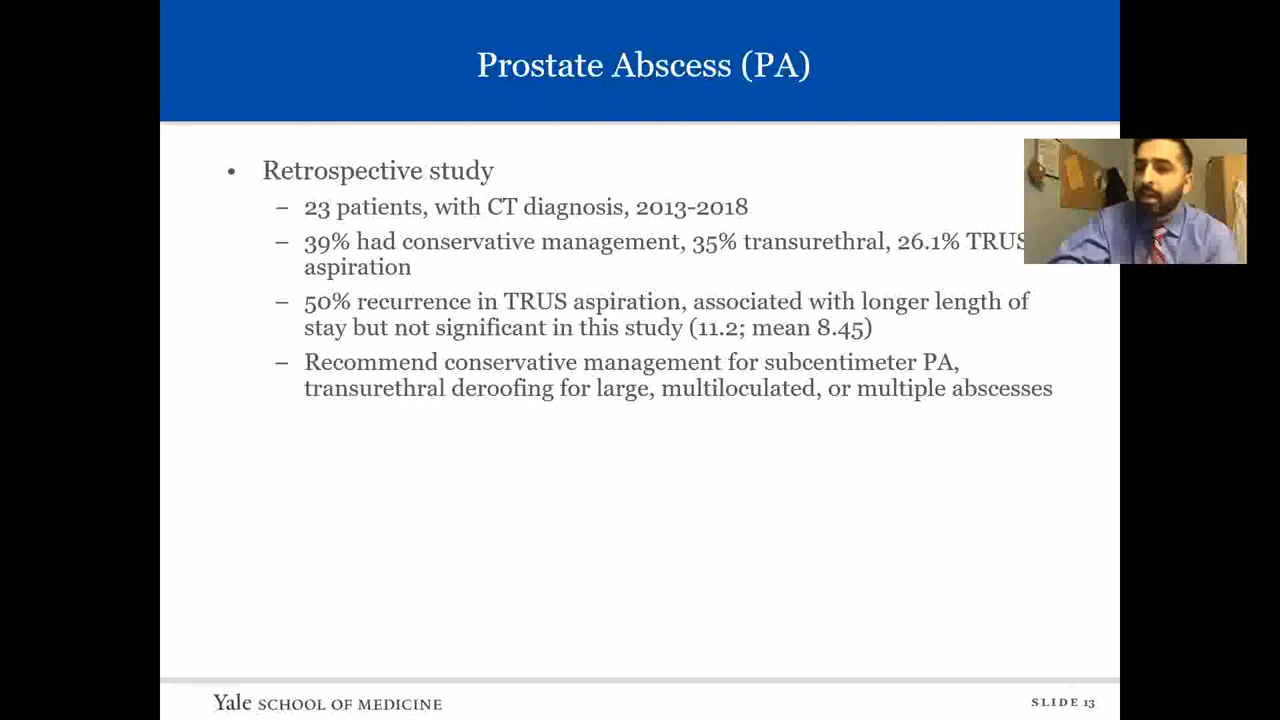 Prostate Abscess (PA)
• Retrospective study
– 23 patients, with CT diagnosis, 2013-2018
– 39% had conservative management, 35% transurethral, 26.1% TRUS
aspiration
– 50% recurrence in TRUS aspiration, associated with longer length of
stay but not significant in this study (11.2; mean 8.45)
– Recommend conservative management for subcentimeter PA,
transurethral deroofing for large, multiloculated, or multiple abscesses
Yale SCHOOL OF MEDICINE
SLIDE 13